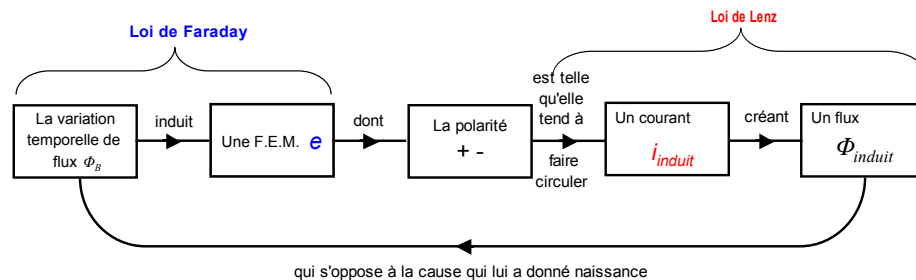 Loi de Faraday
Loi de Lenz
La variation
temporelle de
flux Φ_B
induit
Une F.E.M. e
dont
La polarité
+ -
est telle
qu'elle
tend à
faire
circuler
Un courant
i_induit
créant
Un flux
Φ_induit
qui s'oppose à la cause qui lui a donné naissance